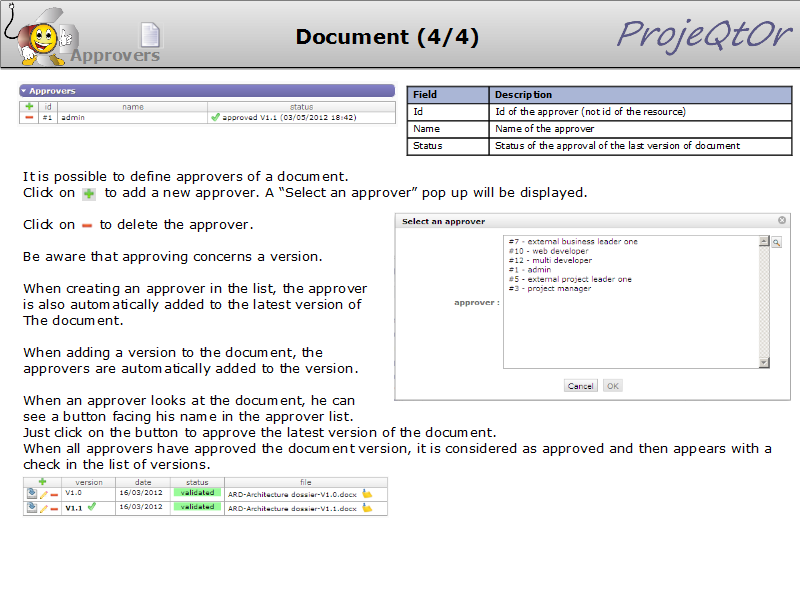 Approvers
Document (4/4)
ProjeQtOr
Approvers
id name status
#1 admin approved V1.1 (03/05/2012 18:42)
Field Description
Id Id of the approver (not id of the resource)
Name Name of the approver
Status Status of the approval of the last version of document
It is possible to define approvers of a document.
Click on to add a new approver. A “Select an approver” pop up will be displayed.
Click on to delete the approver.
Be aware that approving concerns a version.
When creating an approver in the list, the approver
is also automatically added to the latest version of
The document.
When adding a version to the document, the
approvers are automatically added to the version.
When an approver looks at the document, he can
see a button facing his name in the approver list.
Just click on the button to approve the latest version of the document.
When all approvers have approved the document version, it is considered as approved and then appears with a
check in the list of versions.
Select an approver
approver :
#7 - external business leader one
#10 - web developer
#12 - multi developer
#1 - admin
#5 - external project leader one
#3 - project manager
Cancel OK
version date status file
V1.0 16/03/2012 validated ARD-Architecture dossier-V1.0.docx
V1.1 16/03/2012 validated ARD-Architecture dossier-V1.1.docx